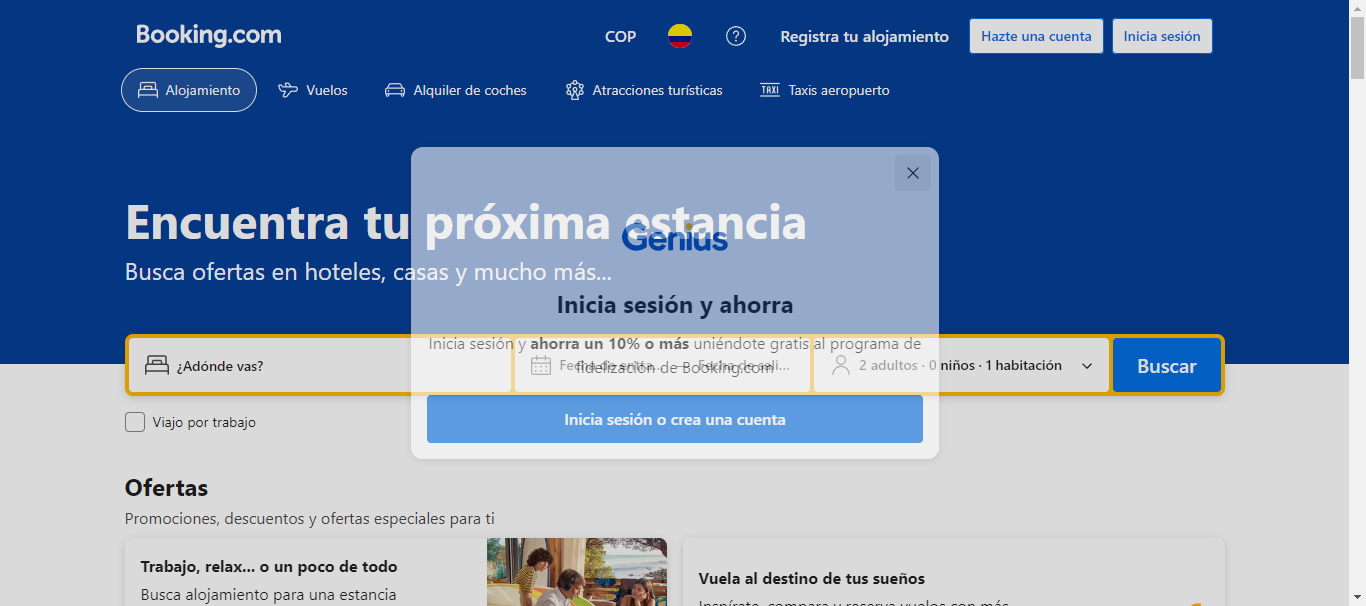 Booking.com
COP
Registra tu alojamiento
Hazte una cuenta
Inicia sesión
Alojamiento
Vuelos
Alquiler de coches
Atracciones turísticas
TAXI Taxis aeropuerto
Encuentra tu próxima estancia
Busca ofertas en hoteles, casas y mucho más...
Genius
Inicia sesión y ahorra
Inicia sesión y ahorra un 10% o más uniéndote gratis al programa de
fidelización de Booking.com
¿Adónde vas?
Fecha de entra... — Fecha de sali...
2 adultos · 0 niños · 1 habitación
Buscar
Inicia sesión o crea una cuenta
Viajo por trabajo
Ofertas
Promociones, descuentos y ofertas especiales para ti
Trabajo, relax... o un poco de todo
Busca alojamiento para una estancia
Vuela al destino de tus sueños
Inspírate, compara y reserva vuelos con más